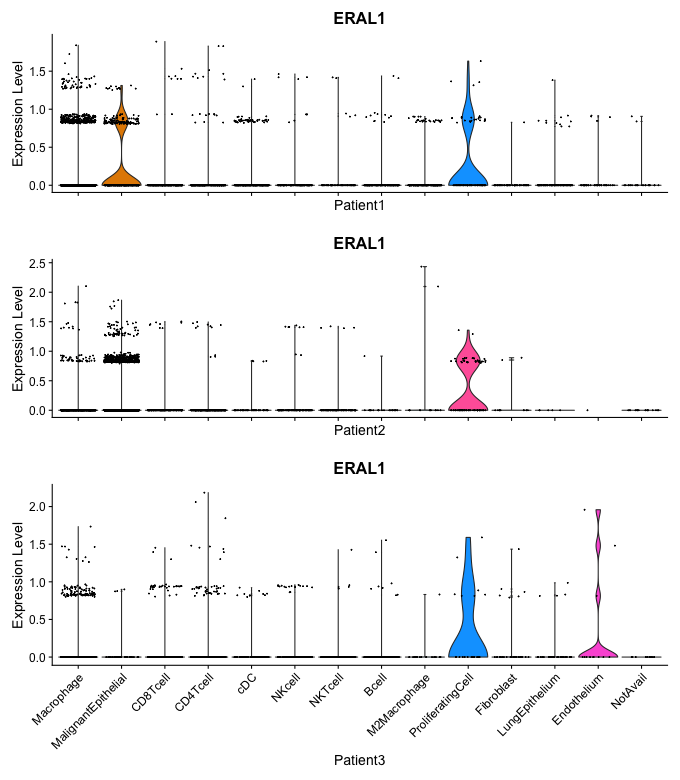 ERAL1
Expression Level
1.5
1.0
0.5
0.0
Patient1
ERAL1
Expression Level
2.5
2.0
1.5
1.0
0.5
0.0
Patient2
ERAL1
Expression Level
2.0
1.5
1.0
0.5
0.0
Macrophage
MalignantEpithelial
CD8Tcell
CD4Tcell
cDC
NKcell
NKTcell
Bcell
M2Macrophage
ProliferatingCell
Fibroblast
LungEpithelium
Endothelium
NotAvail
Patient3